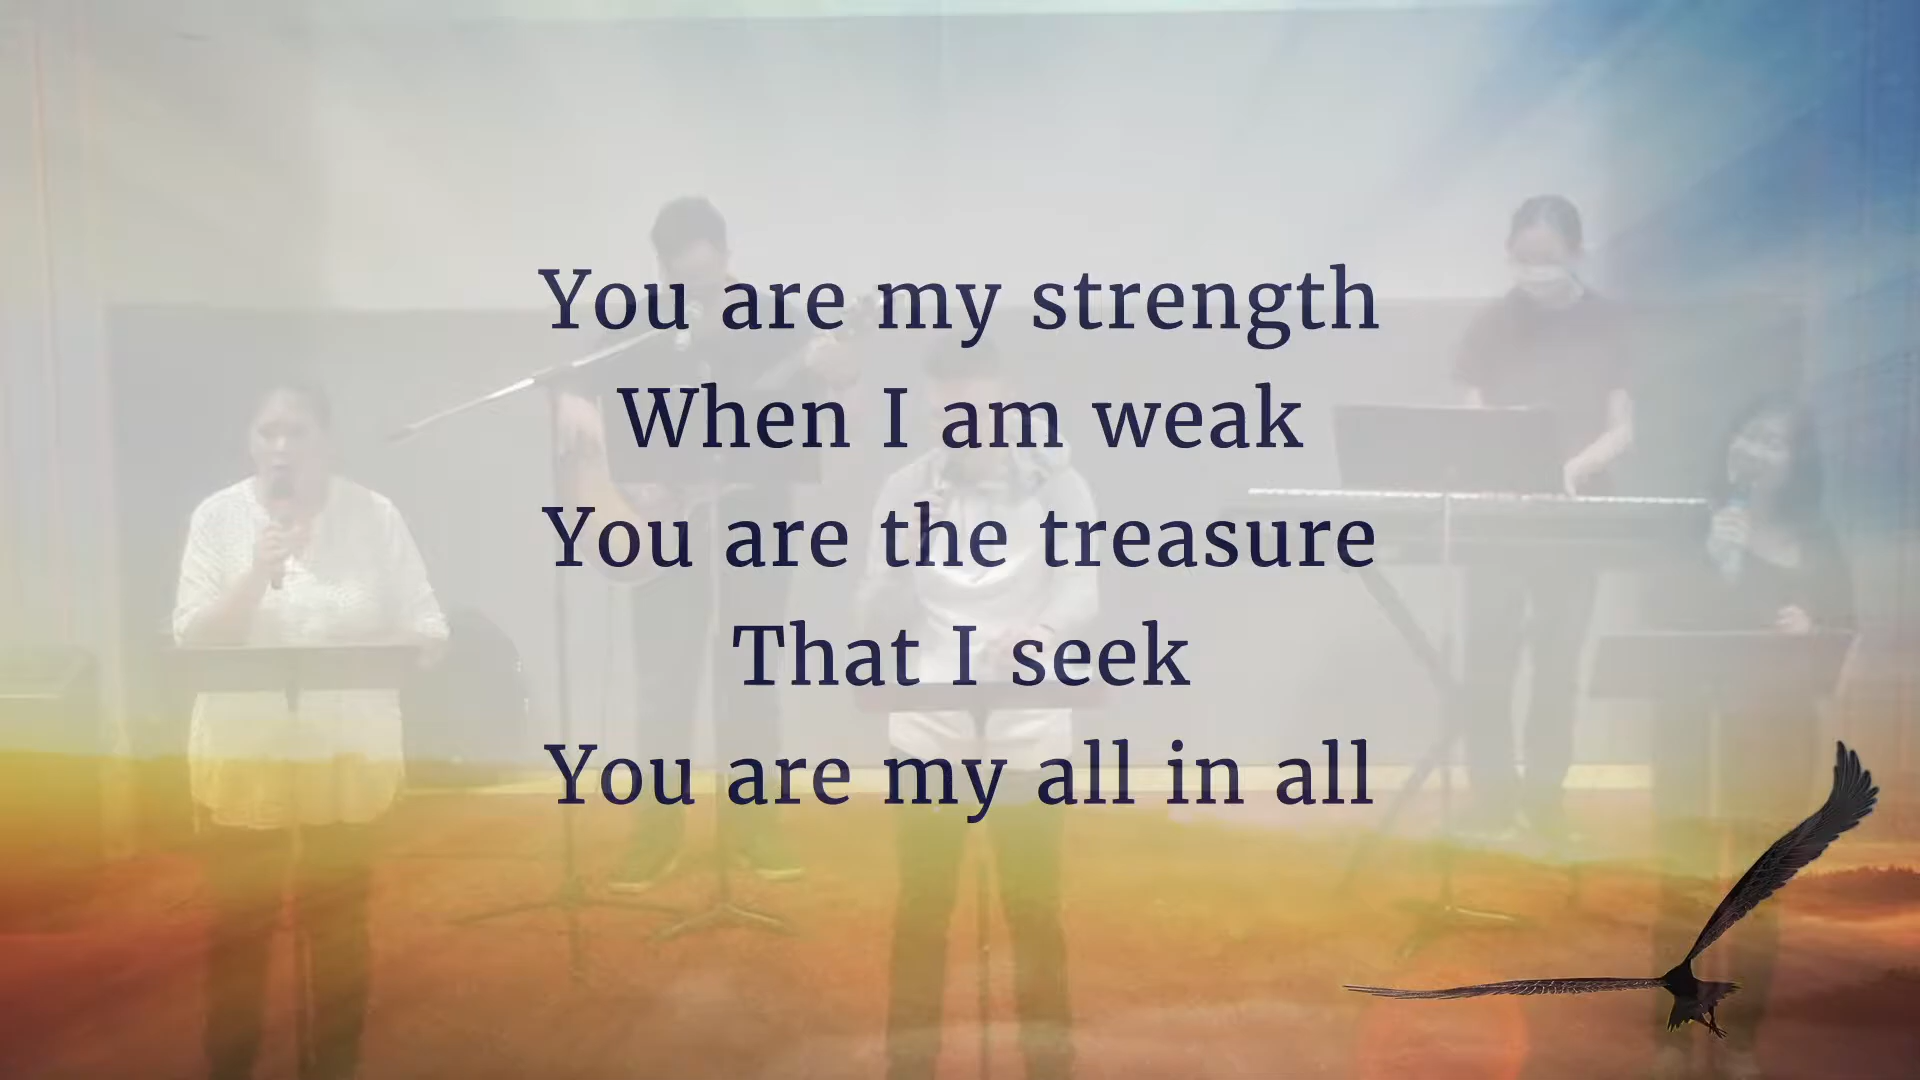 You are my strength
When I am weak
You are the treasure
That I seek
You are my all in all